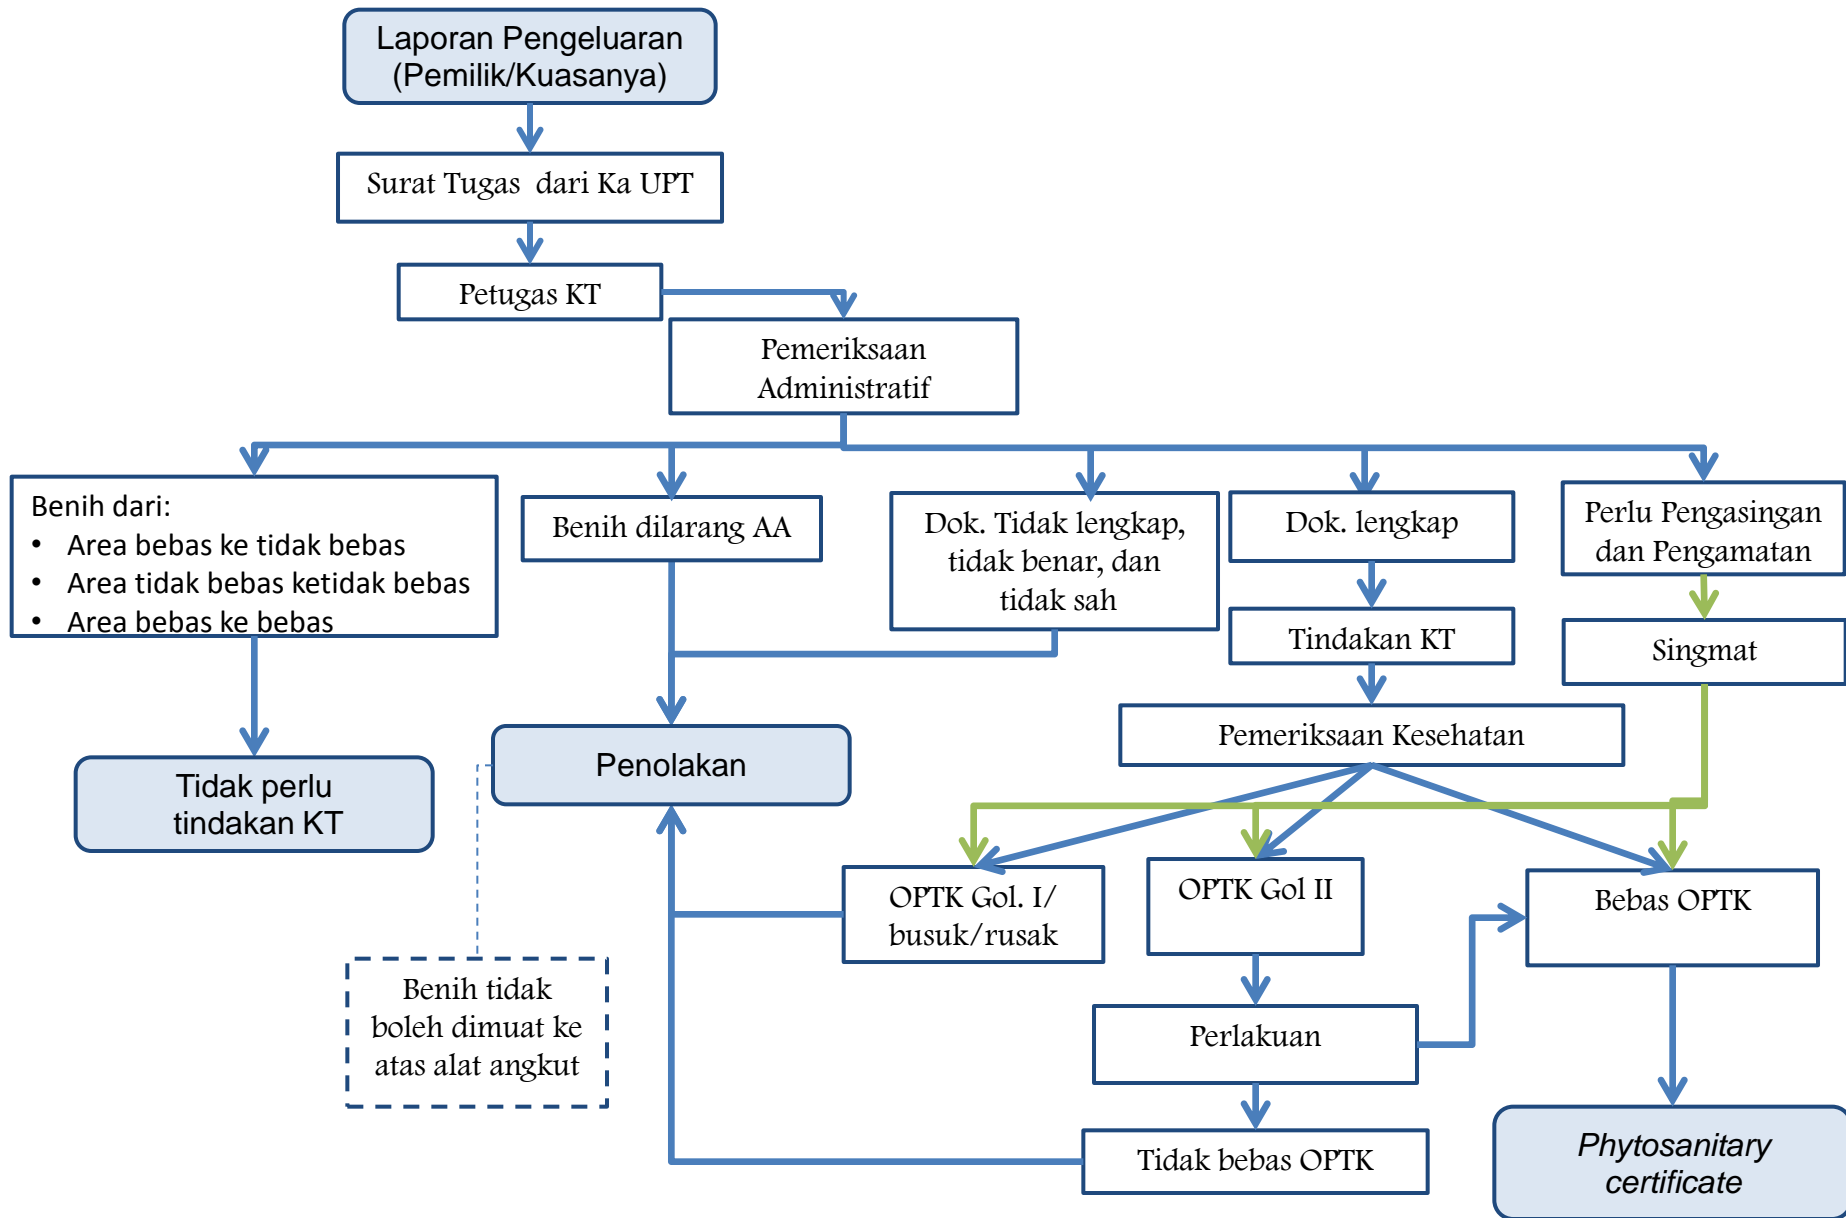 Laporan Pengeluaran
(Pemilik/Kuasanya)
Surat Tugas dari Ka UPT
Petugas KT
Pemeriksaan
Administratif
Benih dari:
• Area bebas ke tidak bebas
• Area tidak bebas ketidak bebas
• Area bebas ke bebas
Benih dilarang AA
Dok. Tidak lengkap,
tidak benar, dan
tidak sah
Dok. lengkap
Perlu Pengasingan
dan Pengamatan
Tindakan KT
Singmat
Pemeriksaan Kesehatan
Tidak perlu
tindakan KT
Penolakan
OPTK Gol. I/
busuk/rusak
OPTK Gol II
Bebas OPTK
Benih tidak
boleh dimuat ke
atas alat angkut
Perlakuan
Tidak bebas OPTK
Phytosanitary
certificate